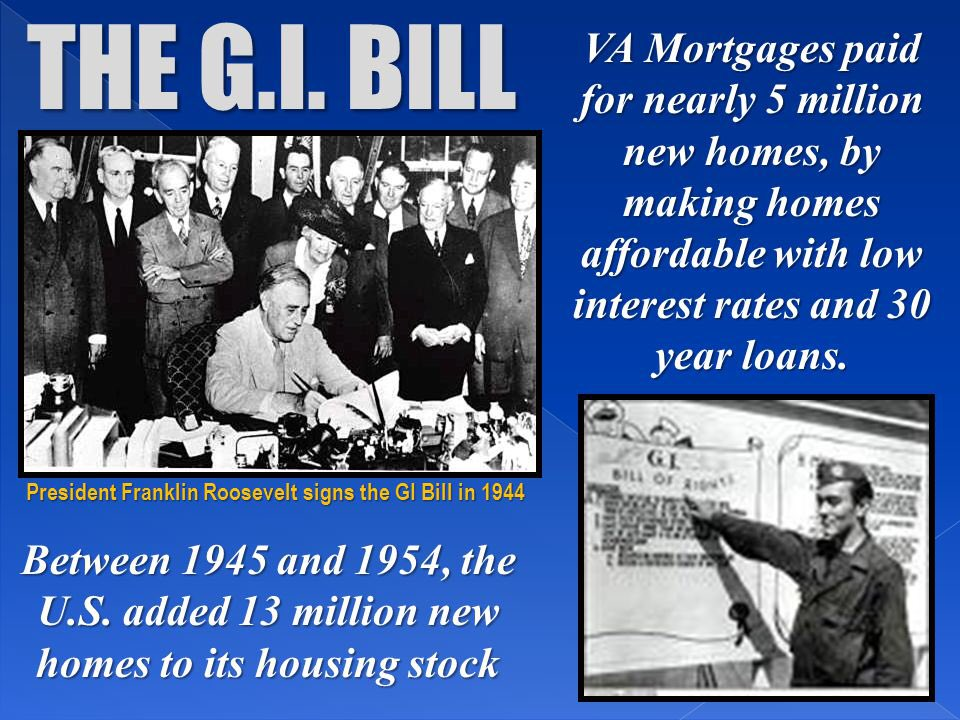 THE G.I. BILL
President Franklin Roosevelt signs the GI Bill in 1944
Between 1945 and 1954, the
U.S. added 13 million new
homes to its housing stock
VA Mortgages paid
for nearly 5 million
new homes, by
making homes
affordable with low
interest rates and 30
year loans.
G.I.
BILL OF RIGHTS